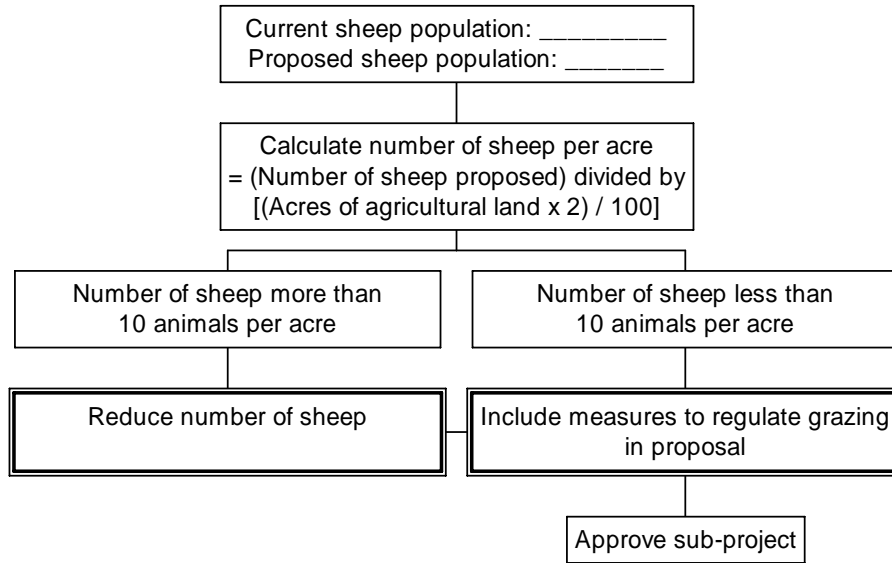 Current sheep population: _________
Proposed sheep population: _______
Calculate number of sheep per acre
= (Number of sheep proposed) divided by
[(Acres of agricultural land x 2) / 100]
Number of sheep more than
10 animals per acre
Number of sheep less than
10 animals per acre
Reduce number of sheep
Include measures to regulate grazing
in proposal
Approve sub-project